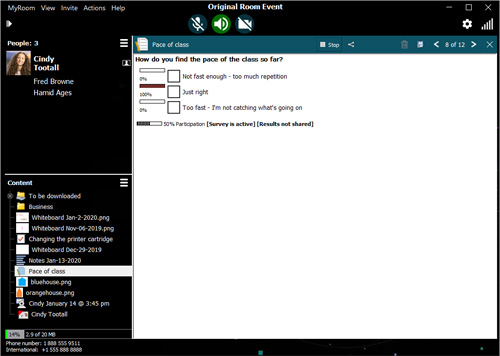 MyRoom View Invite Actions Help
Original Room Event
People: 3
Cindy
Tootall
Fred Browne
Hamid Ages
Pace of class
Stop
8 of 12
How do you find the pace of the class so far?
0%
Not fast enough - too much repetition
100%
Just right
0%
Too fast - I'm not catching what's going on
50% Participation [Survey is active] [Results not shared]
Content
To be downloaded
Business
Whiteboard Jan-2-2020.png
Whiteboard Nov-06-2019.png
Changing the printer cartridge
Whiteboard Dec-29-2019
Notes Jan-13-2020
Pace of class
bluehouse.png
orangehouse.png
Cindy January 14 @ 3:45 pm
Cindy Tootall
14% 2.9 of 20 MB
Phone number: 1 888 555 9511
International: +1 555 888 8888